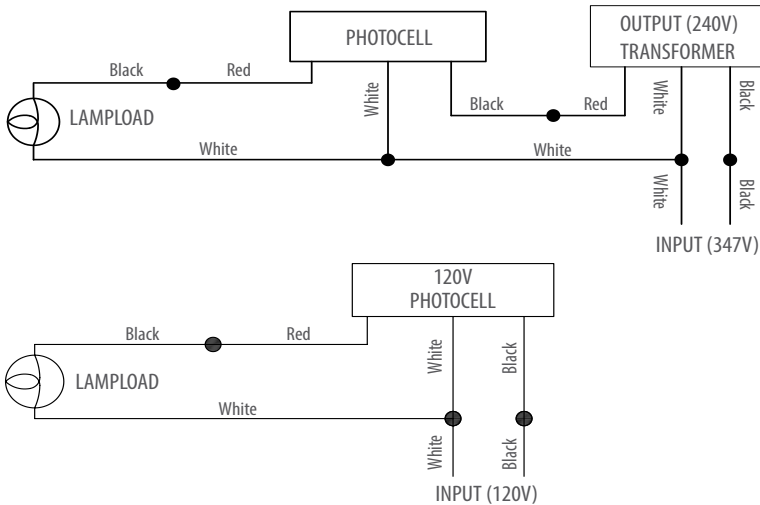 OUTPUT (240V)
TRANSFORMER
PHOTOCELL
Black
Red
White
Black
Red
White
Black
LAMPLOAD
White
White
White
Black
INPUT (347V)
120V
PHOTOCELL
Black
Red
White
Black
LAMPLOAD
White
White
Black
INPUT (120V)